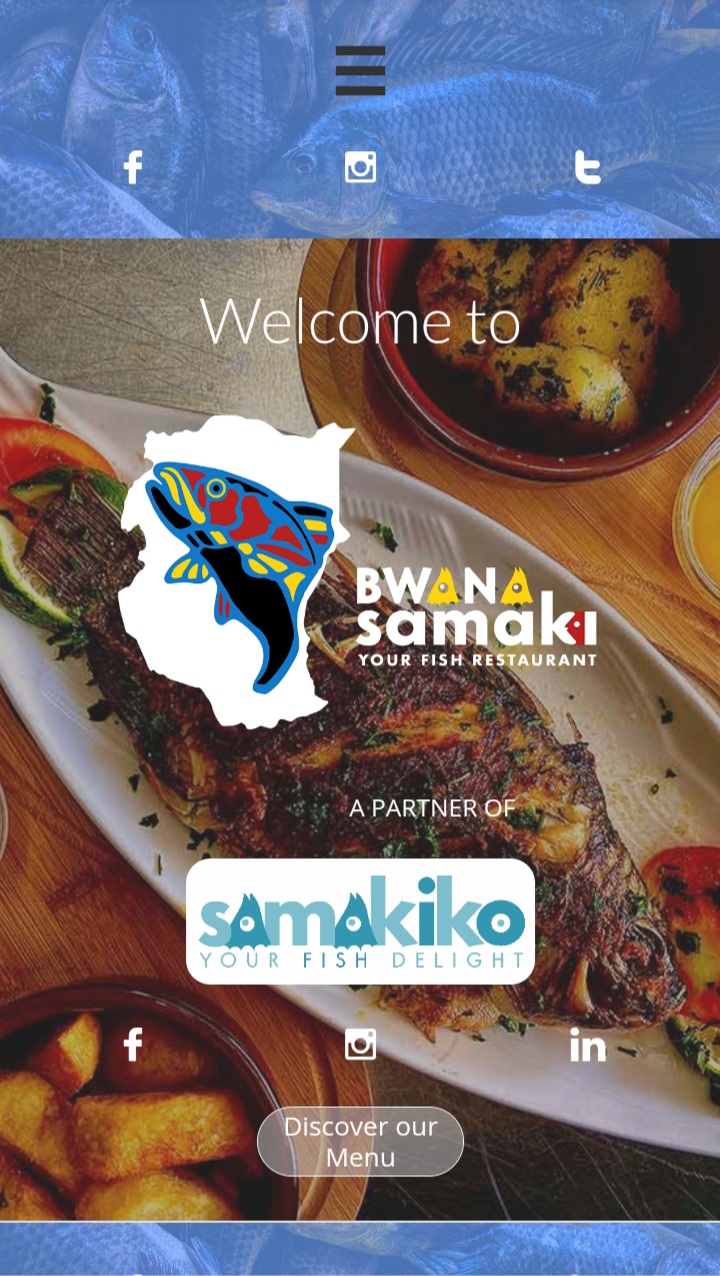 Welcome to
BWANA
samaki
YOUR FISH RESTAURANT
A PARTNER OF
samakiko
YOUR FISH DELIGHT
Discover our
Menu